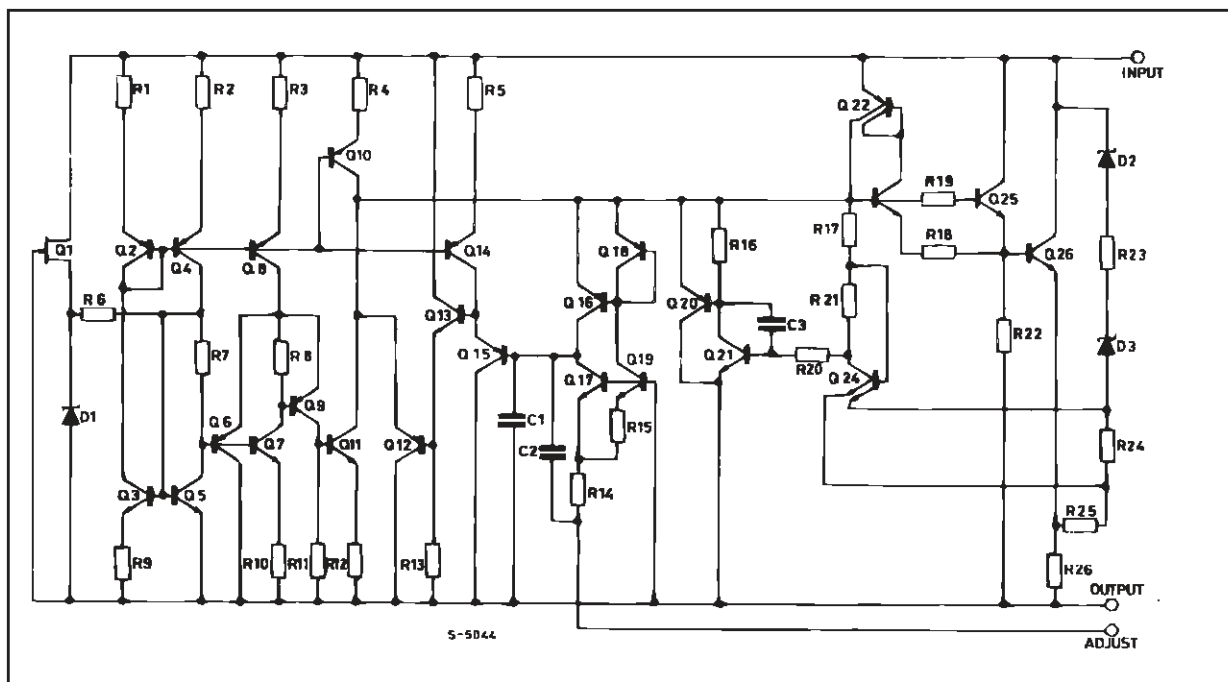 INPUT
R1
R2
R3
R4
R5
Q22
Q10
D2
R19
Q25
Q1
Q2
Q4
Q8
Q14
Q18
R16
R17
R18
Q26
R23
R6
Q13
Q16
Q20
C3
R21
R22
D3
R7
R8
Q15
Q19
Q21
R20
Q24
D1
Q6
Q9
Q17
C1
R15
Q7
Q11
Q12
C2
R24
Q3
Q5
R14
R25
R9
R10
R11
R12
R13
R26
OUTPUT
S-5044
ADJUST